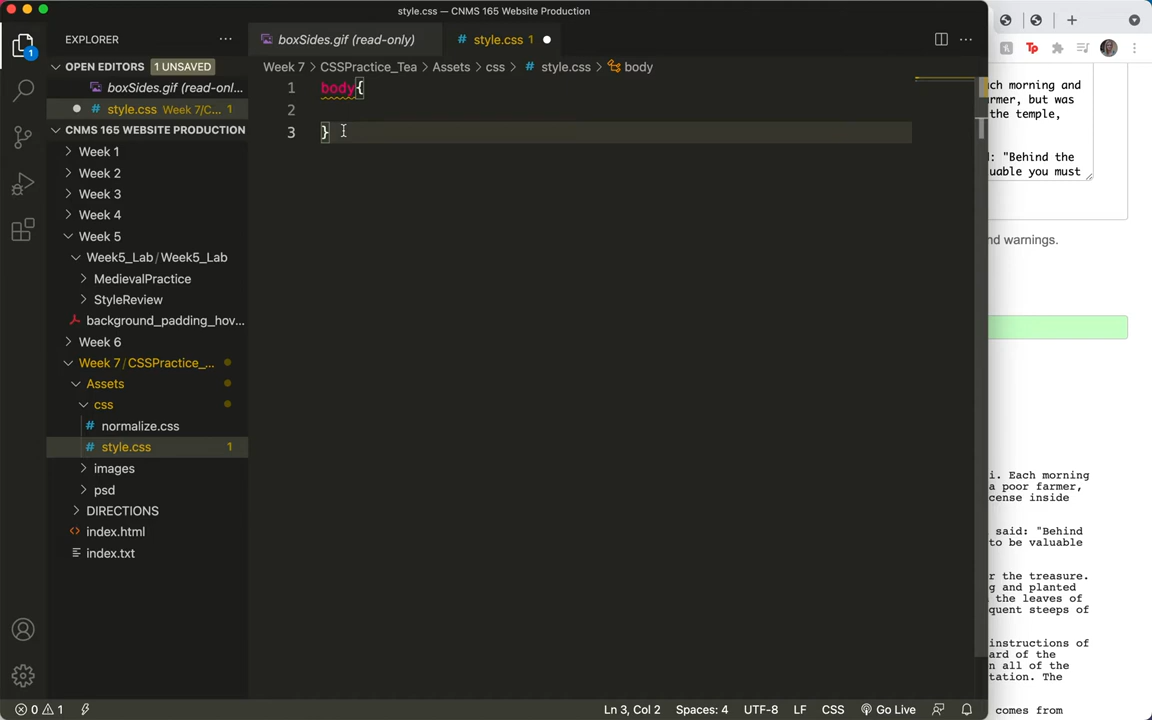 style.css — CNMS 165 Website Production
EXPLORER
boxSides.gif (read-only)
style.css 1
OPEN EDITORS 1 UNSAVED
Week 7 > CSSPractice_Tea > Assets > css > # style.css > body
boxSides.gif (read-onl...
# style.css Week 7/C... 1
CNMS 165 WEBSITE PRODUCTION
Week 1
Week 2
Week 3
Week 4
Week 5
Week5_Lab/Week5_Lab
MedievalPractice
StyleReview
background_padding_hov...
Week 6
Week 7 / CSSPractice_...
Assets
css
# normalize.css
# style.css 1
images
psd
DIRECTIONS
<> index.html
index.txt
1 body{
2
3 }
ch morning and
rmer, but was
the temple,
d: "Behind the
uable you must
nd warnings.
i. Each morning
a poor farmer,
cense inside
said: "Behind
to be valuable
r the treasure.
g and planted
the leaves of
quent steeps of
instructions of
ard of the
n all of the
tation. The
comes from
0 1
Ln 3, Col 2 Spaces: 4 UTF-8 LF CSS Go Live